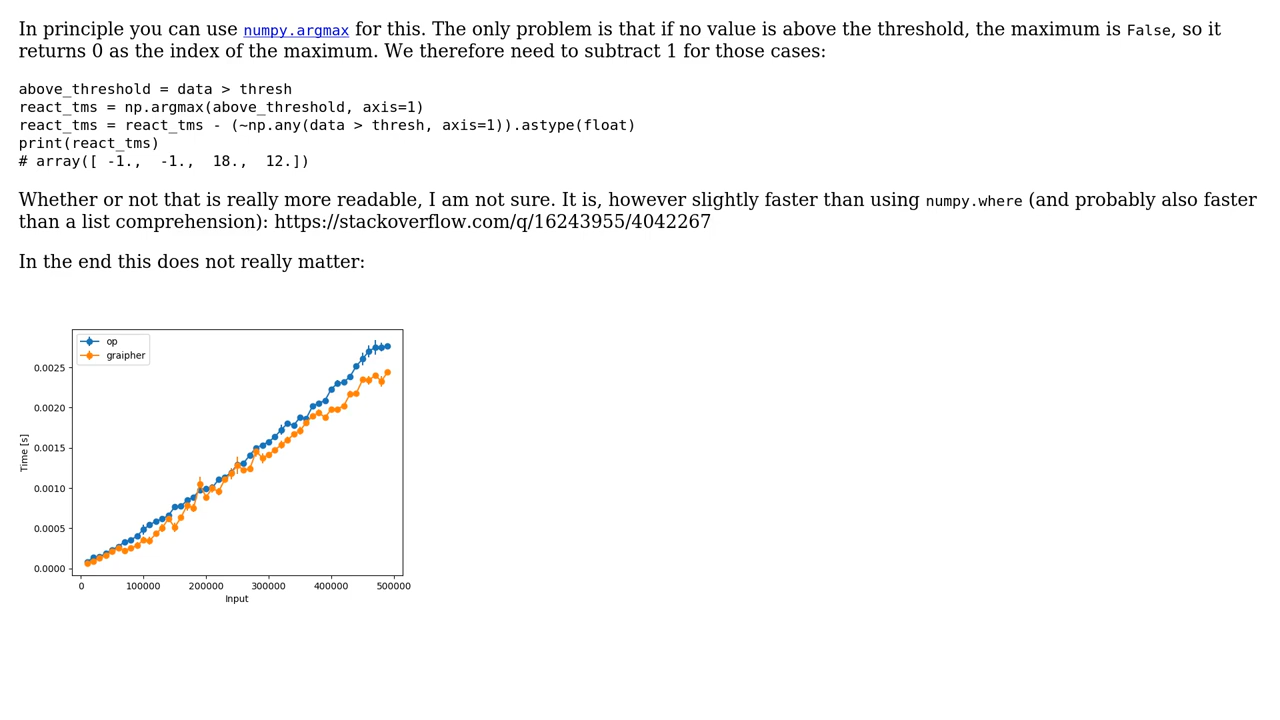 In principle you can use numpy.argmax for this. The only problem is that if no value is above the threshold, the maximum is False, so it
returns 0 as the index of the maximum. We therefore need to subtract 1 for those cases:
above_threshold = data > thresh
react_tms = np.argmax(above_threshold, axis=1)
react_tms = react_tms - (~np.any(data > thresh, axis=1)).astype(float)
print(react_tms)
# array([ -1.,  -1.,  18.,  12.])
Whether or not that is really more readable, I am not sure. It is, however slightly faster than using numpy.where (and probably also faster
than a list comprehension): https://stackoverflow.com/q/16243955/4042267
In the end this does not really matter:
op
graipher
0.0025
0.0020
0.0015
0.0010
0.0005
0.0000
Time [s]
0 100000 200000 300000 400000 500000
Input